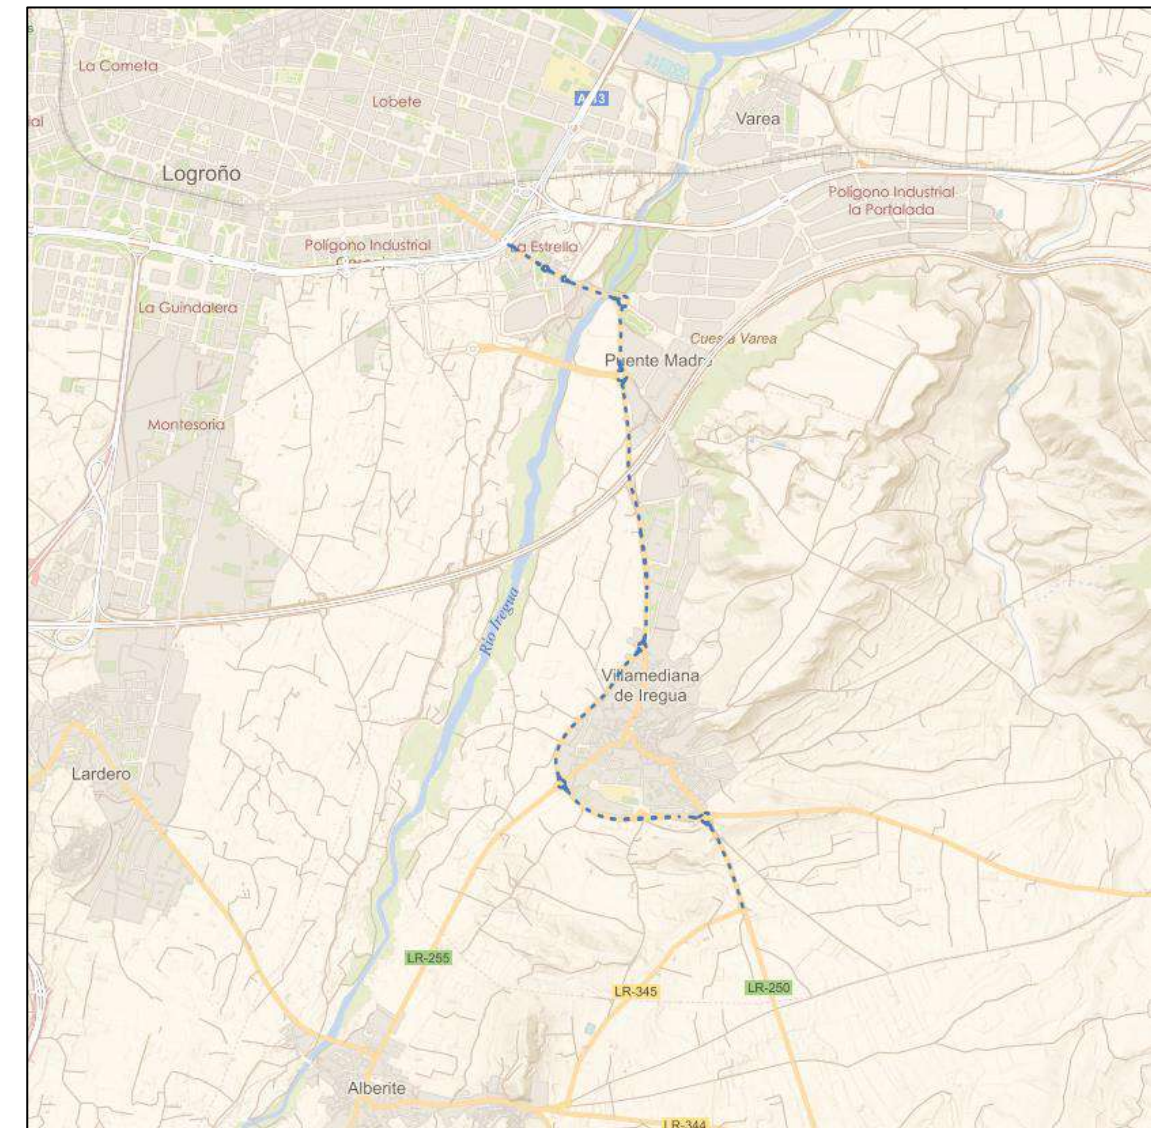 La Cometa
Lobete
Varea
Logroño
Polígono Industrial
la Portalada
Polígono Industrial
La Estrella
La Guindalera
Cuesta Varea
Puente Madre
Montesoria
Río Iregua
Villamediana
de Iregua
Lardero
LR-255
LR-345
LR-250
Alberite
LR-344